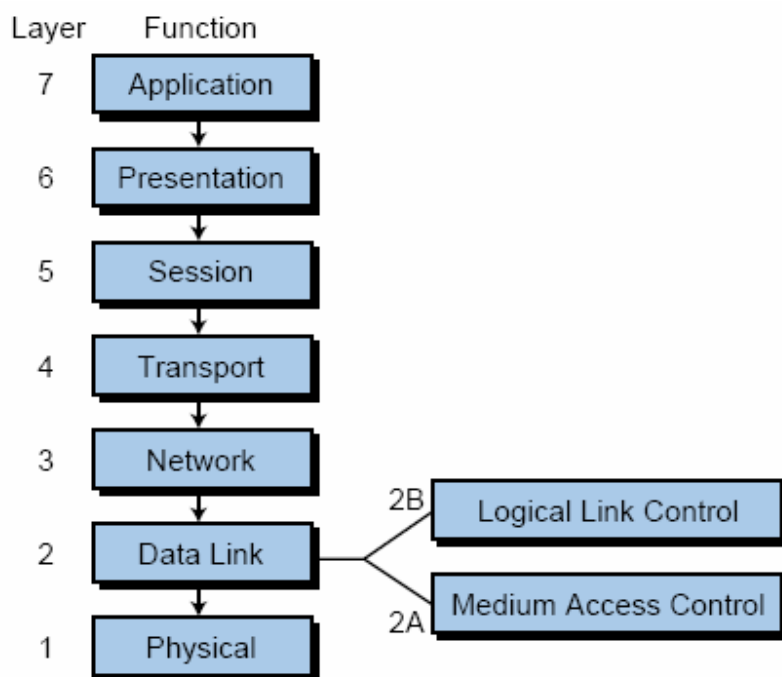 Layer Function
7 Application
6 Presentation
5 Session
4 Transport
3 Network
2B Logical Link Control
2 Data Link
2A Medium Access Control
1 Physical